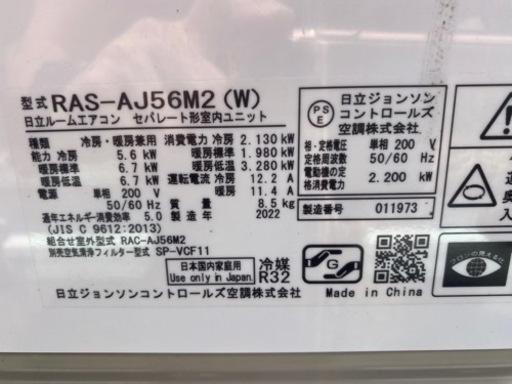 型式 RAS-AJ56M2 (W)
日立ルームエアコン セパレート形室内ユニット
種類 冷房・暖房兼用 消費電力 冷房 2.130 kW
能力 冷房 5.6 kW 暖房標準 1.980 kW
暖房標準 6.7 kW 暖房低温 3.280 kW
暖房低温 6.7 kW 運転電流 冷房 12.2 A
電源 単相 200 V 暖房 11.4 A
50/60 Hz 質量 8.5 kg
通年エネルギー消費効率 5.0 製造年 2022
(JIS C 9612:2013)
組合せ室外型式 RAC-AJ56M2
別売空気清浄フィルター型式 SP-VCF11
日本国内家庭用
Use only in Japan
冷媒
R32
日立ジョンソンコントロールズ空調株式会社
PS
E
日立ジョンソン
コントロールズ
空調株式会社
相・定格電圧 単相 200 V
定格周波数 50/60 Hz
電動機の定
格消費電力 2.200 kW
製造番号 011973
G
Made in China
フロンの見える化